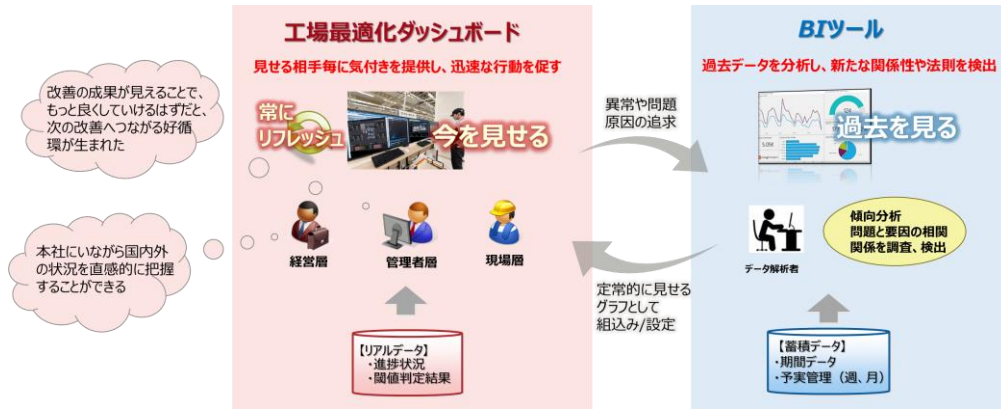 工場最適化ダッシュボード
見せる相手毎に気付きを提供し、迅速な行動を促す
常に
リフレッシュ
今を見せる
経営層
管理者層
現場層
【リアルデータ】
・進捗状況
・閾値判定結果
改善の成果が見えることで、
もっと良くしていけるはずだと、
次の改善へつながる好循
環が生まれた
本社にいながら国内外
の状況を直感的に把握
することができる
異常や問題
原因の追求
定常的に見せる
グラフとして
組込み/設定
BIツール
過去データを分析し、新たな関係性や法則を検出
過去を見る
傾向分析
問題と要因の相関
関係を調査、検出
データ解析者
【蓄積データ】
・期間データ
・予実管理（週、月）